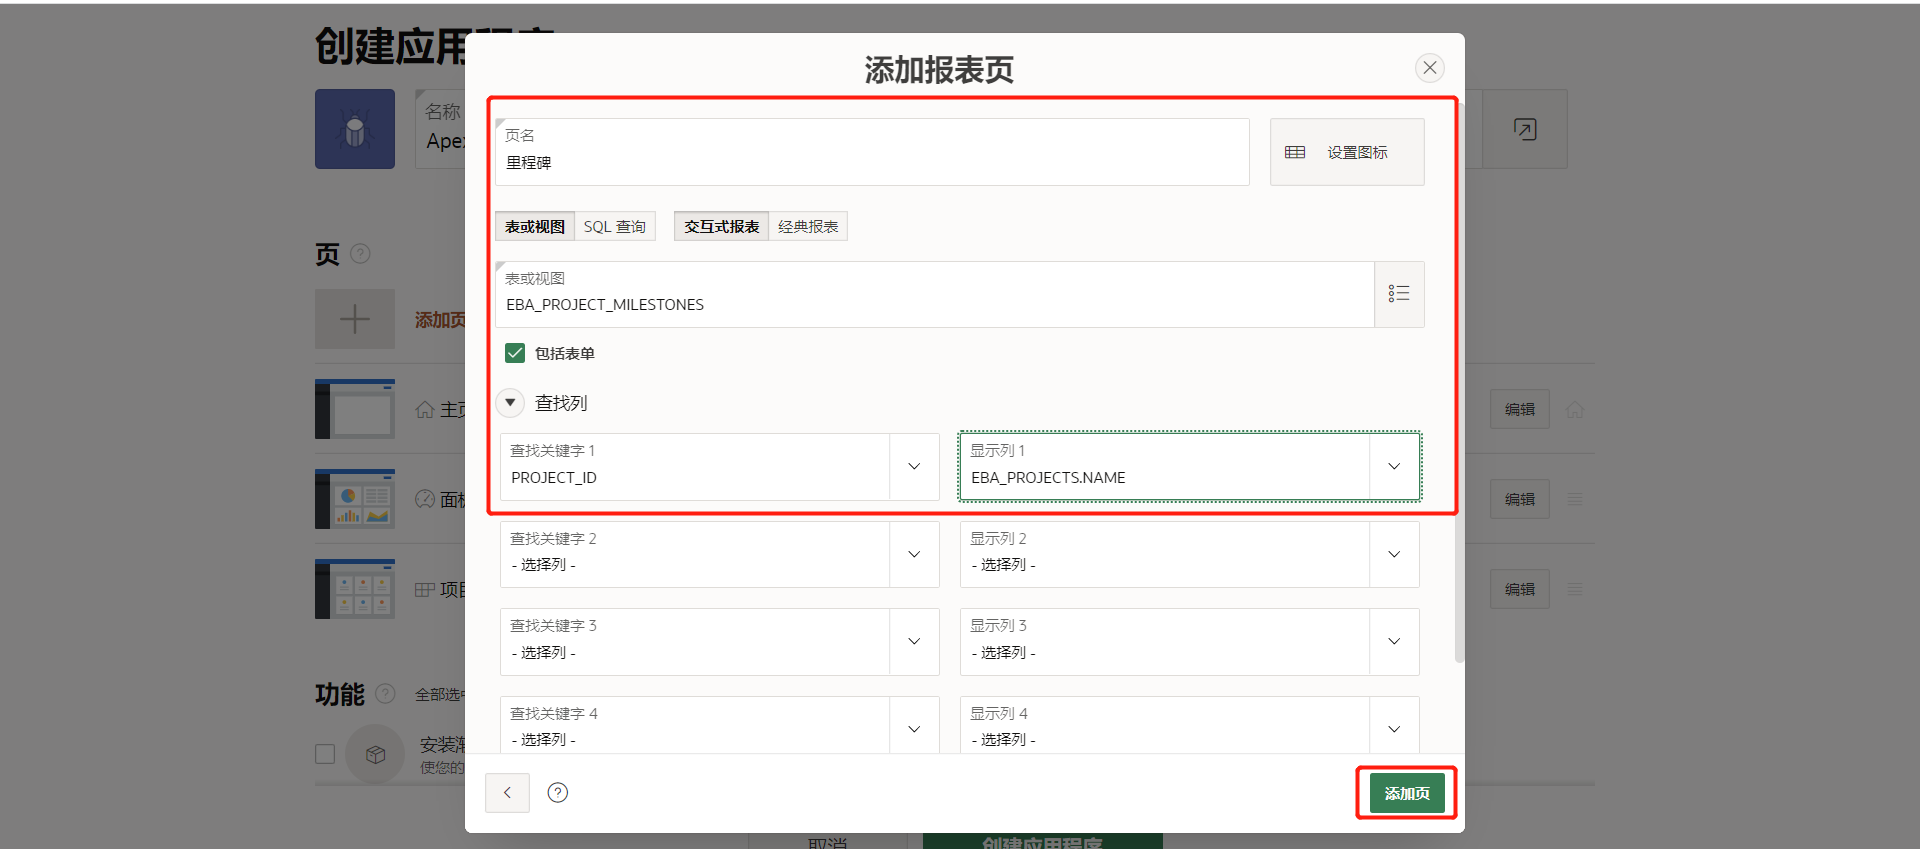 创建应用程序
添加报表页
名称
Apex
页名
里程碑
设置图标
表或视图
SQL 查询
交互式报表
经典报表
页
表或视图
EBA_PROJECT_MILESTONES
添加页
包括表单
查找列
主页
编辑
查找关键字 1
PROJECT_ID
显示列 1
EBA_PROJECTS.NAME
面板
编辑
查找关键字 2
- 选择列 -
显示列 2
- 选择列 -
项目
编辑
查找关键字 3
- 选择列 -
显示列 3
- 选择列 -
功能
全部选中
查找关键字 4
- 选择列 -
显示列 4
- 选择列 -
安装渐
使您的
添加页
取消
创建应用程序